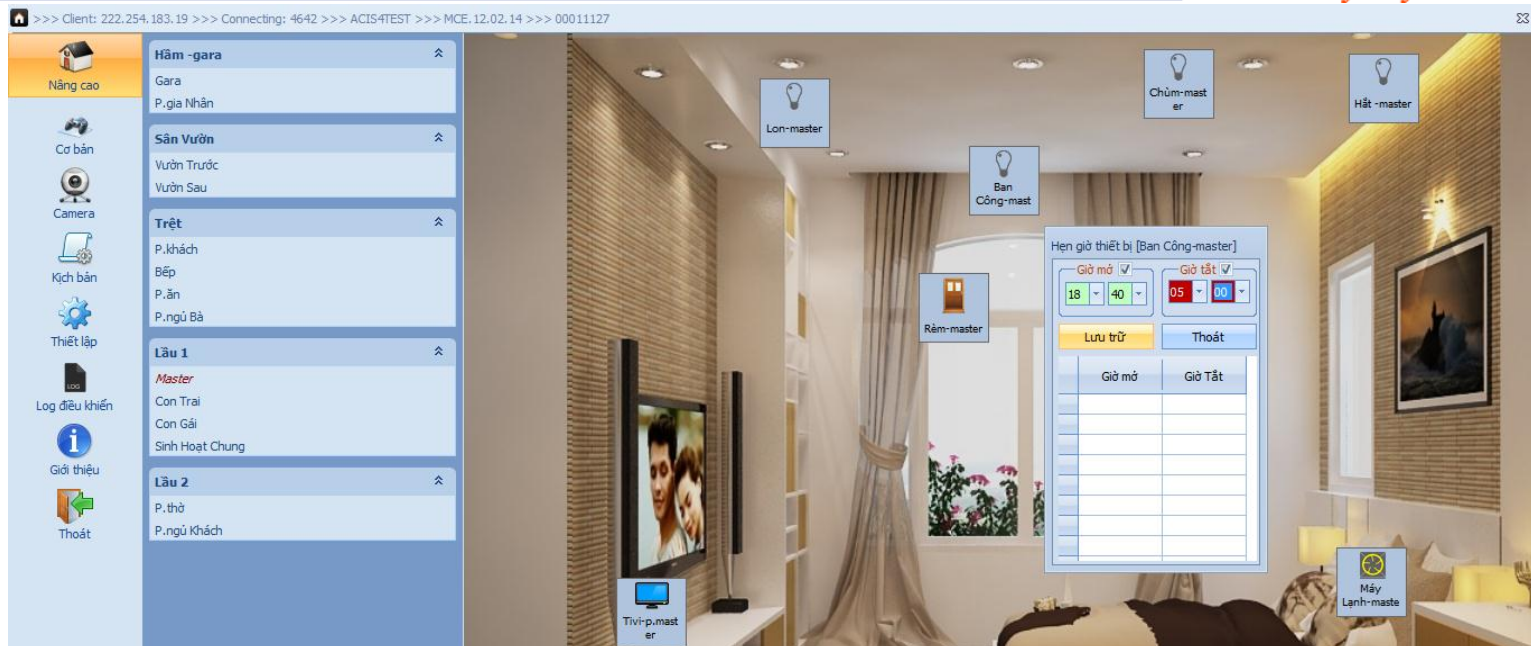 >>> Client: 222.254.183.19 >>> Connecting: 4642 >>> ACIS4TEST >>> MCE.12.02.14 >>> 00011127
Nâng cao
Cơ bản
Camera
Kịch bản
Thiết lập
LOG
Log điều khiển
Giới thiệu
Thoát
Hầm -gara
Gara
P.gia Nhân
Sân Vườn
Vườn Trước
Vườn Sau
Trệt
P.khách
Bếp
P.ăn
P.ngủ Bà
Lầu 1
Master
Con Trai
Con Gái
Sinh Hoạt Chung
Lầu 2
P.thờ
P.ngủ Khách
Lon-master
Chùm-mast
er
Hắt -master
Ban
Công-mast
Rèm-master
Tivi-p.mast
er
Máy
Lạnh-maste
Hẹn giờ thiết bị [Ban Công-master]
Giờ mở Giờ tắt
18 40 05 00
Lưu trữ Thoát
Giờ mở Giờ Tắt